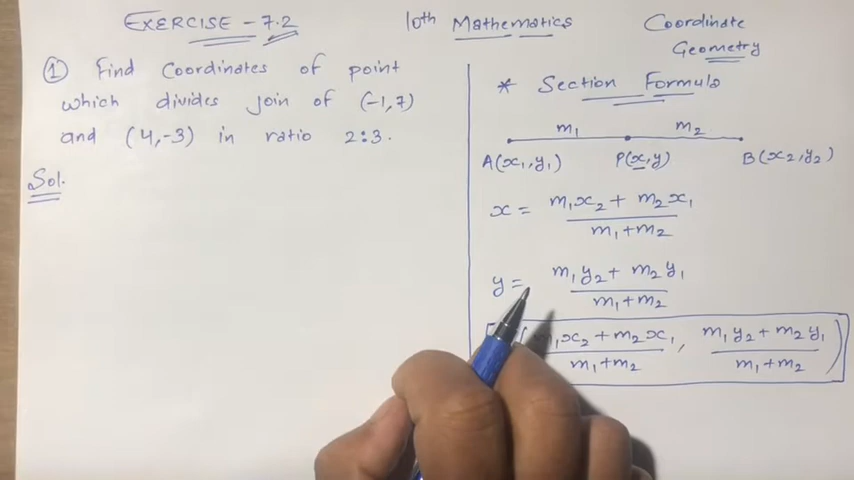 EXERCISE - 7.2
10th Mathematics
Coordinate
Geometry
① Find Coordinates of point
which divides join of (-1,7)
and (4,-3) in ratio 2:3.
Sol.
* Section Formula
m₁ m₂
A(x₁,y₁) P(x,y) B(x₂,y₂)
x = m₁x₂ + m₂x₁
m₁+m₂
y = m₁y₂ + m₂y₁
m₁+m₂
m₁x₂ + m₂x₁ , m₁y₂ + m₂y₁ )
m₁+m₂ m₁+m₂